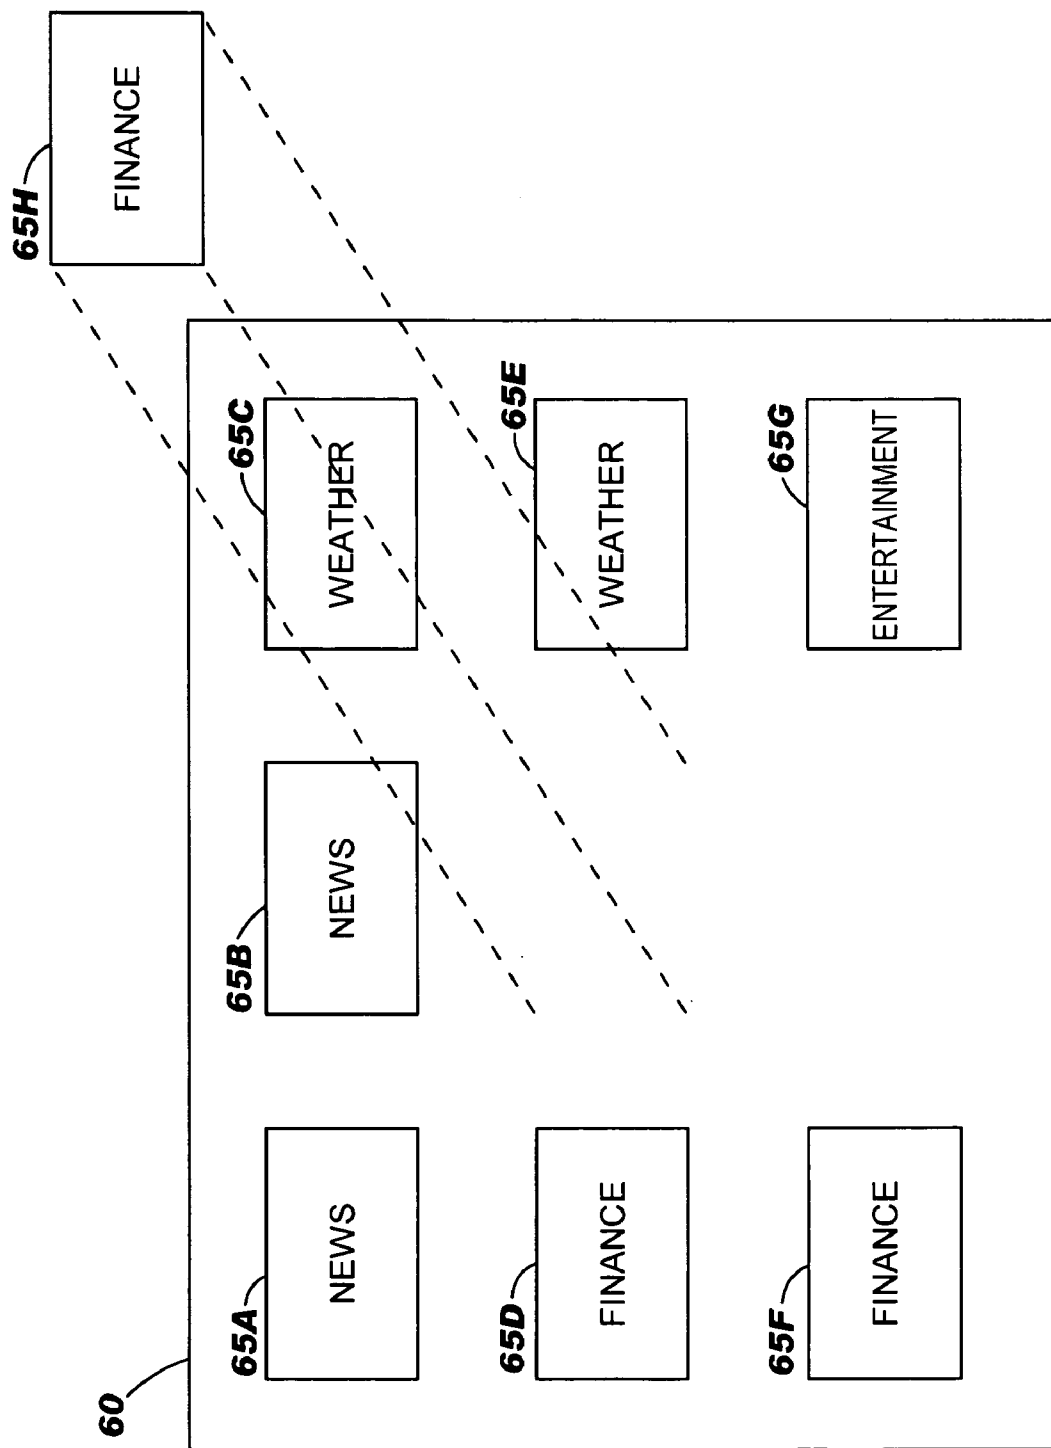 60
65H
FINANCE
65A
NEWS
65B
NEWS
65C
WEATHER
65D
FINANCE
65E
WEATHER
65F
FINANCE
65G
ENTERTAINMENT